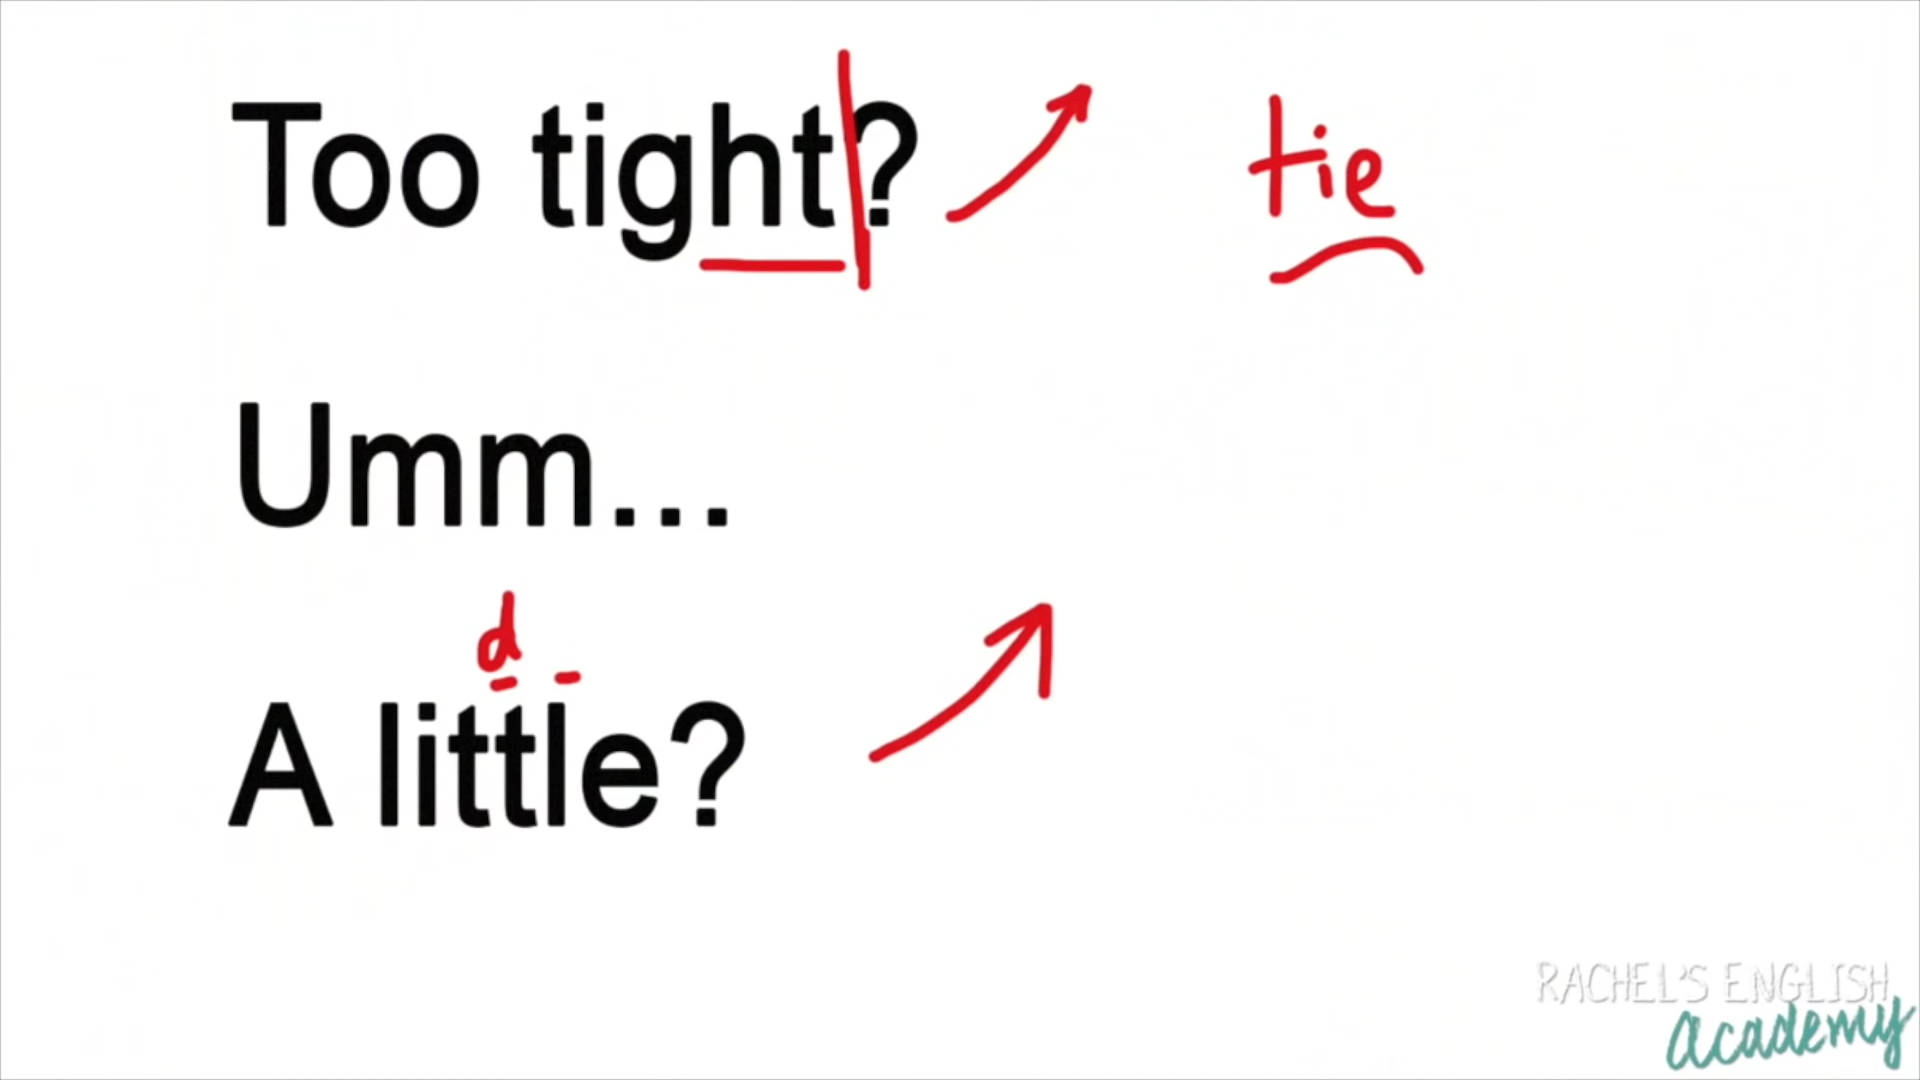 Too tight? tie
Umm...
d
A little?
RACHEL'S ENGLISH
academy